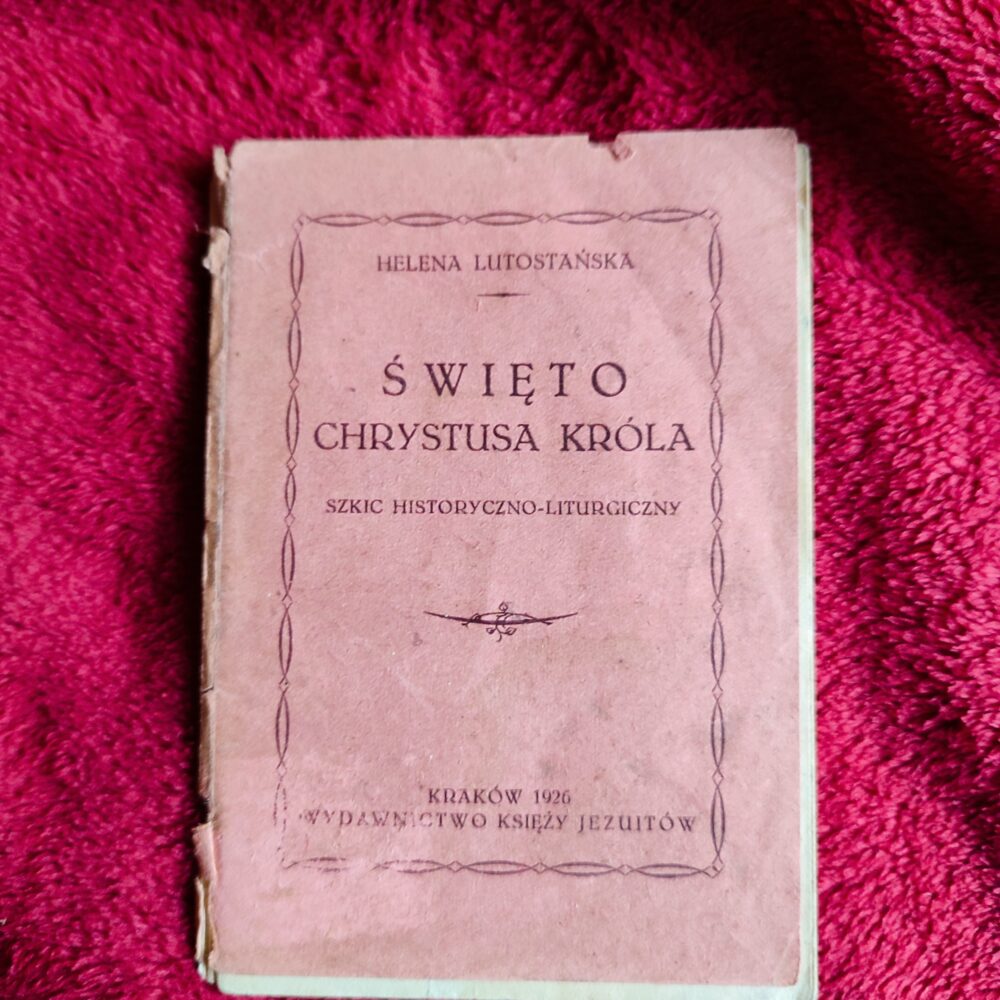 HELENA LUTOSTAŃSKA
ŚWIĘTO
CHRYSTUSA KRÓLA
SZKIC HISTORYCZNO-LITURGICZNY
KRAKÓW 1926
WYDAWNICTWO KSIĘŻY JEZUITÓW